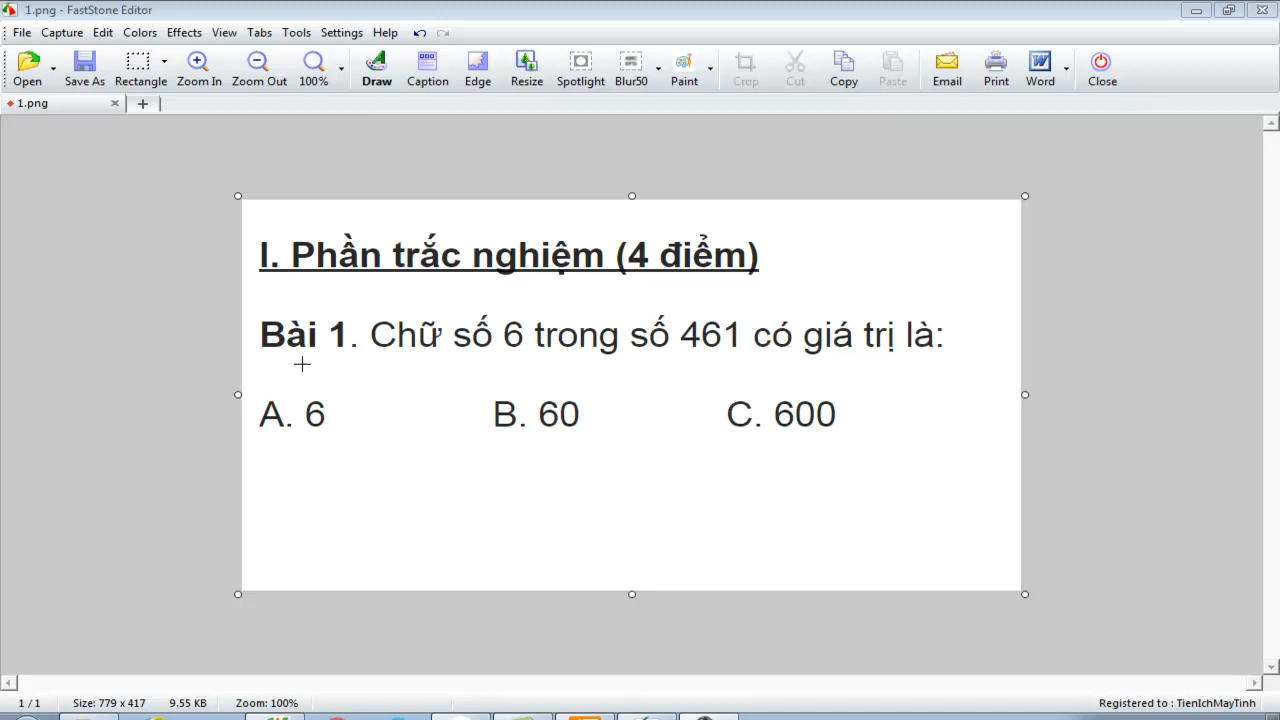 1.png - FastStone Editor
File Capture Edit Colors Effects View Tabs Tools Settings Help
Open Save As Rectangle Zoom In Zoom Out 100% Draw Caption Edge Resize Spotlight Blur50 Paint Crop Cut Copy Paste Email Print Word Close
1.png
I. Phần trắc nghiệm (4 điểm)
Bài 1. Chữ số 6 trong số 461 có giá trị là:
A. 6 B. 60 C. 600
1 / 1 Size: 779 x 417 9.55 KB Zoom: 100% Registered to : TienIchMayTinh